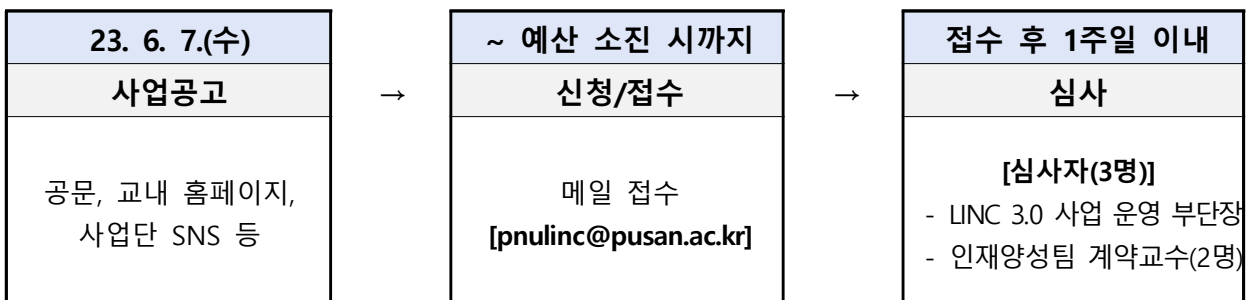 23. 6. 7.(수)
사업공고
공문, 교내 홈페이지,
사업단 SNS 등
→
~ 예산 소진 시까지
신청/접수
메일 접수
[pnulinc@pusan.ac.kr]
→
접수 후 1주일 이내
심사
[심사자(3명)]
- LINC 3.0 사업 운영 부단장
- 인재양성팀 계약교수(2명)